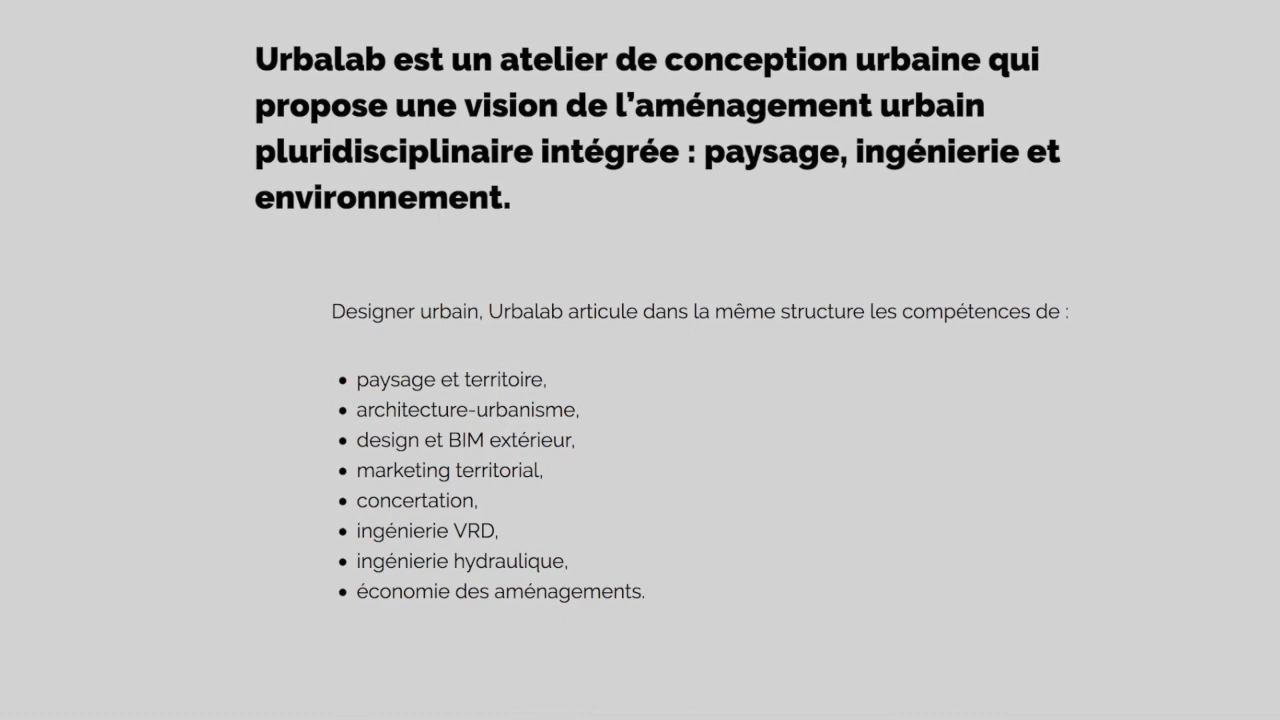 Urbalab est un atelier de conception urbaine qui
propose une vision de l’aménagement urbain
pluridisciplinaire intégrée : paysage, ingénierie et
environnement.
Designer urbain, Urbalab articule dans la même structure les compétences de :
• paysage et territoire,
• architecture-urbanisme,
• design et BIM extérieur,
• marketing territorial,
• concertation,
• ingénierie VRD,
• ingénierie hydraulique,
• économie des aménagements.